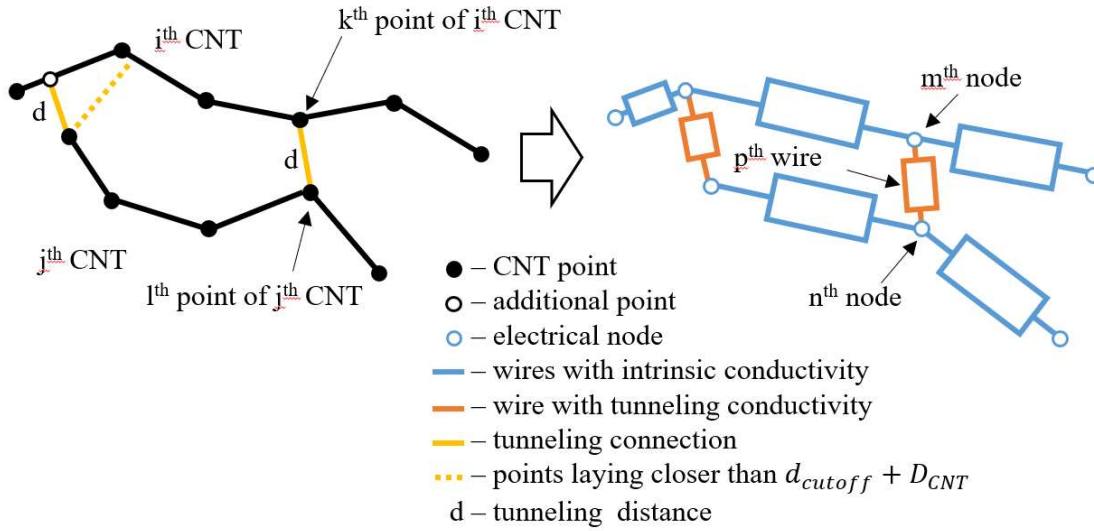 kth point of ith CNT
ith CNT
d
d
jth CNT
lth point of jth CNT
mth node
pth wire
nth node
– CNT point
– additional point
– electrical node
– wires with intrinsic conductivity
– wire with tunneling conductivity
– tunneling connection
– points laying closer than dcutoff + DCNT
d – tunneling distance